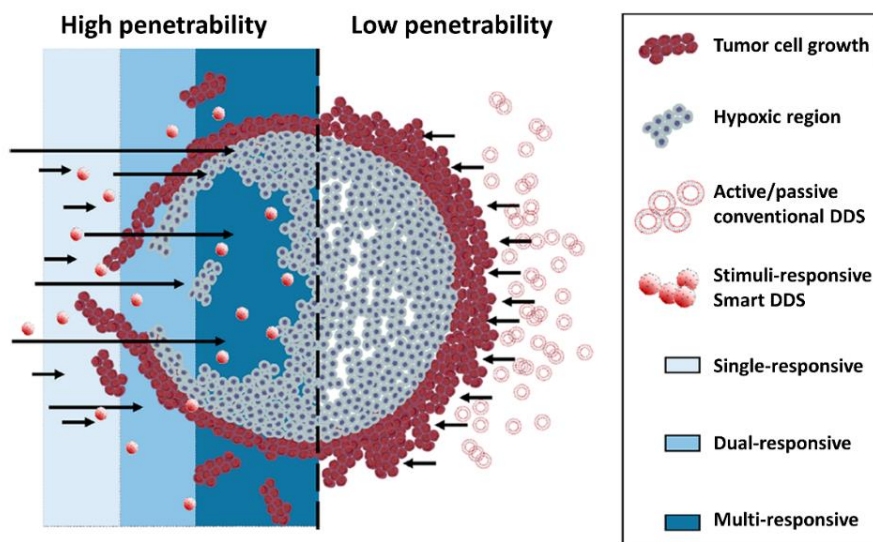 High penetrability
Low penetrability
Tumor cell growth
Hypoxic region
Active/passive
conventional DDS
Stimuli-responsive
Smart DDS
Single-responsive
Dual-responsive
Multi-responsive